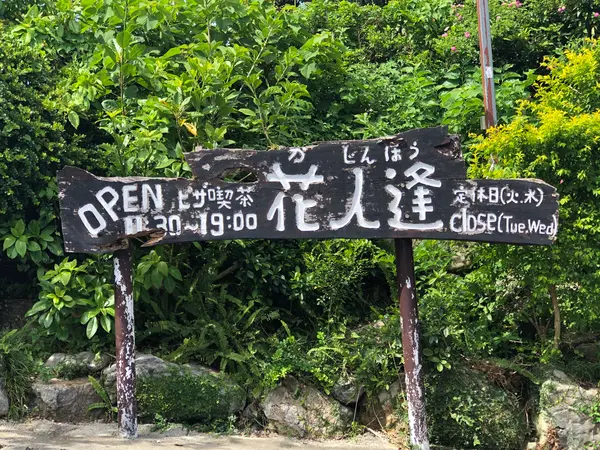 かじんほう
OPEN ピザ喫茶 花人逢 定休日(火.水)
11:30~19:00 close(Tue.Wed)